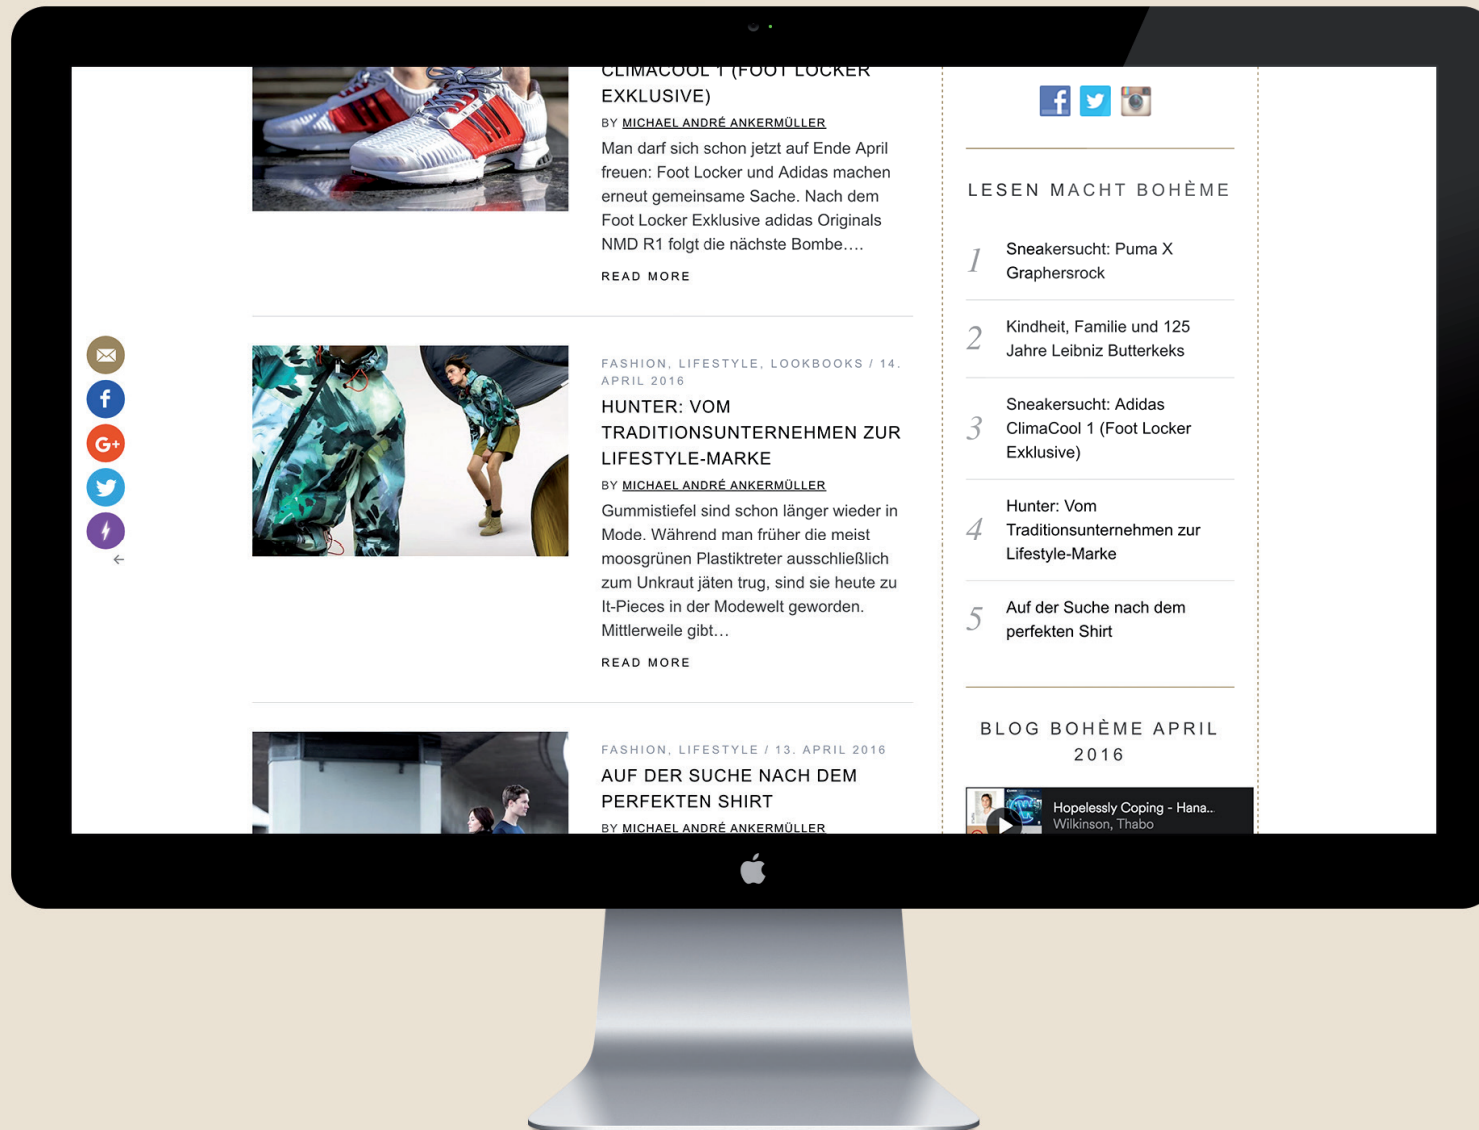 CLIMACOOL 1 (FOOT LOCKER
EXKLUSIVE)
BY MICHAEL ANDRÉ ANKERMÜLLER
Man darf sich schon jetzt auf Ende April
freuen: Foot Locker und Adidas machen
erneut gemeinsame Sache. Nach dem
Foot Locker Exklusive adidas Originals
NMD R1 folgt die nächste Bombe….
READ MORE
FASHION, LIFESTYLE, LOOKBOOKS / 14.
APRIL 2016
HUNTER: VOM
TRADITIONSUNTERNEHMEN ZUR
LIFESTYLE-MARKE
BY MICHAEL ANDRÉ ANKERMÜLLER
Gummistiefel sind schon länger wieder in
Mode. Während man früher die meist
moosgrünen Plastiktreter ausschließlich
zum Unkraut jäten trug, sind sie heute zu
It-Pieces in der Modewelt geworden.
Mittlerweile gibt…
READ MORE
FASHION, LIFESTYLE / 13. APRIL 2016
AUF DER SUCHE NACH DEM
PERFEKTEN SHIRT
BY MICHAEL ANDRÉ ANKERMÜLLER
LESEN MACHT BOHÈME
1 Sneakersucht: Puma X
Graphersrock
2 Kindheit, Familie und 125
Jahre Leibniz Butterkeks
3 Sneakersucht: Adidas
ClimaCool 1 (Foot Locker
Exklusive)
4 Hunter: Vom
Traditionsunternehmen zur
Lifestyle-Marke
5 Auf der Suche nach dem
perfekten Shirt
BLOG BOHÈME APRIL
2016
Hopelessly Coping - Hana...
Wilkinson, Thabo